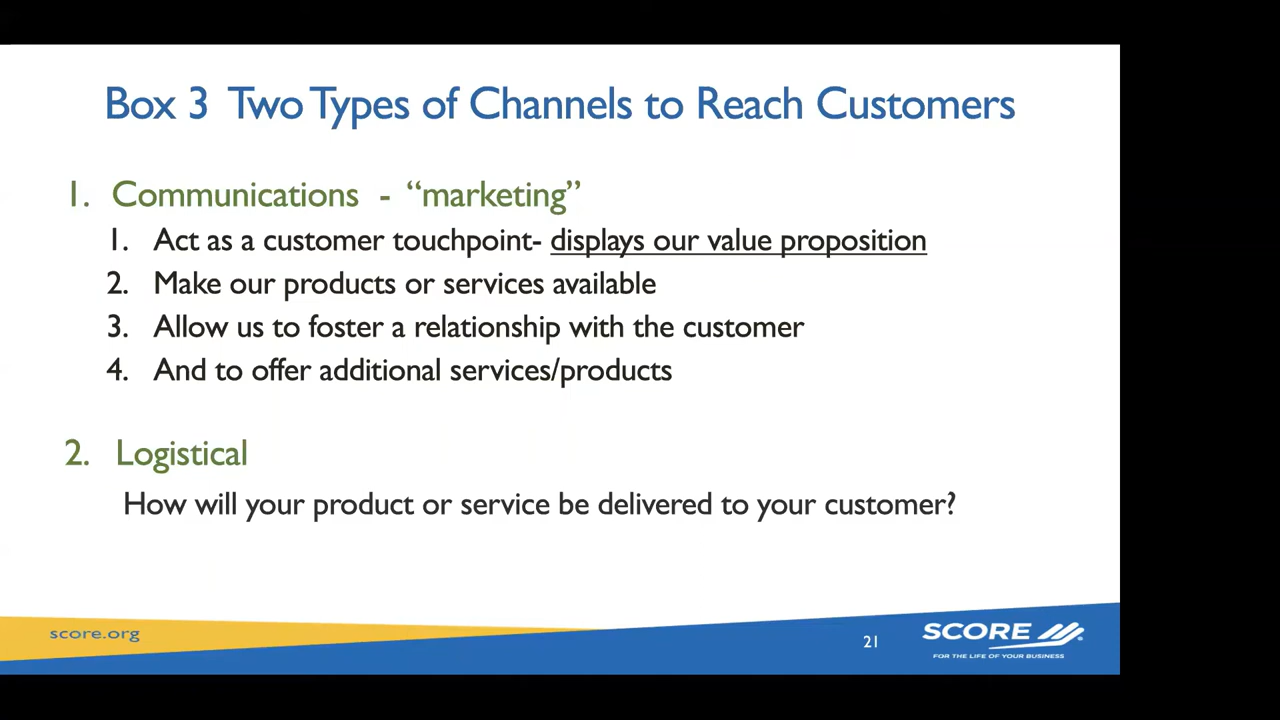 Box 3 Two Types of Channels to Reach Customers
1. Communications - “marketing”
1. Act as a customer touchpoint- displays our value proposition
2. Make our products or services available
3. Allow us to foster a relationship with the customer
4. And to offer additional services/products
2. Logistical
How will your product or service be delivered to your customer?
score.org
21
SCORE
FOR THE LIFE OF YOUR BUSINESS